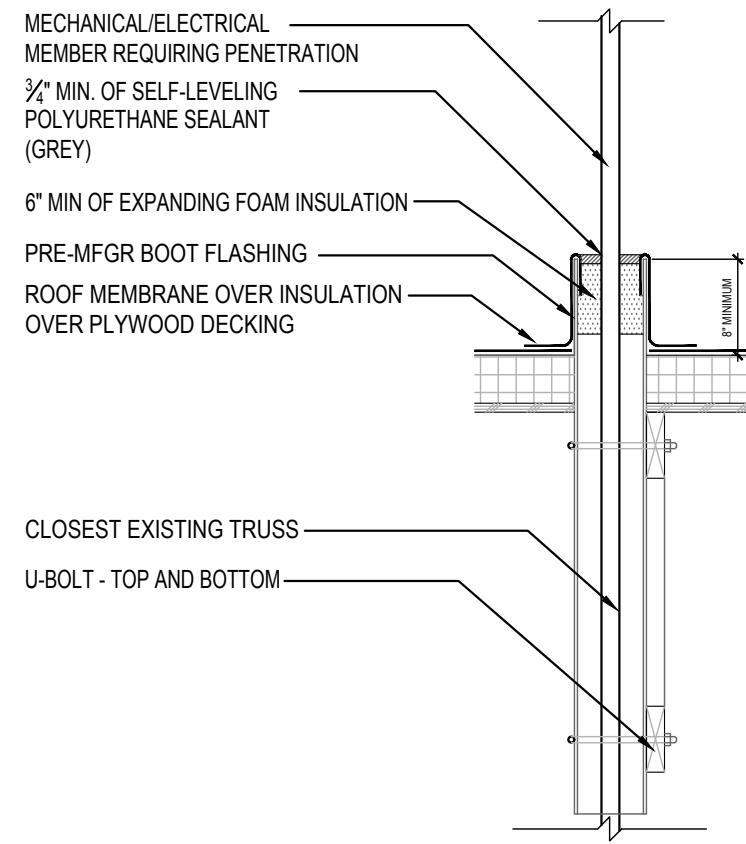 MECHANICAL/ELECTRICAL
MEMBER REQUIRING PENETRATION
¾" MIN. OF SELF-LEVELING
POLYURETHANE SEALANT
(GREY)
6" MIN OF EXPANDING FOAM INSULATION
PRE-MFGR BOOT FLASHING
ROOF MEMBRANE OVER INSULATION
OVER PLYWOOD DECKING
8" MINIMUM
CLOSEST EXISTING TRUSS
U-BOLT - TOP AND BOTTOM